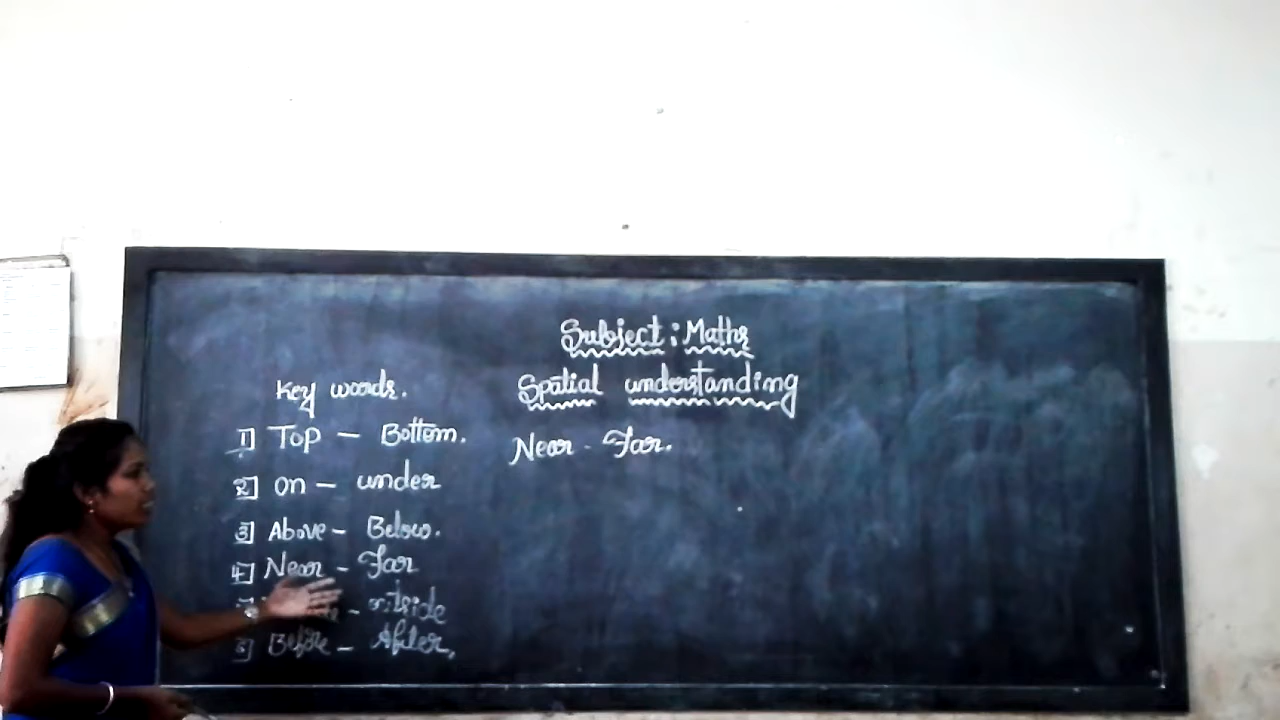 Subject : Maths
Spatial understanding
Key words.
1] Top – Bottom.
2] on – under
3] Above – Below.
4] Near – Far
– outside
Before – After.
Near - Far.